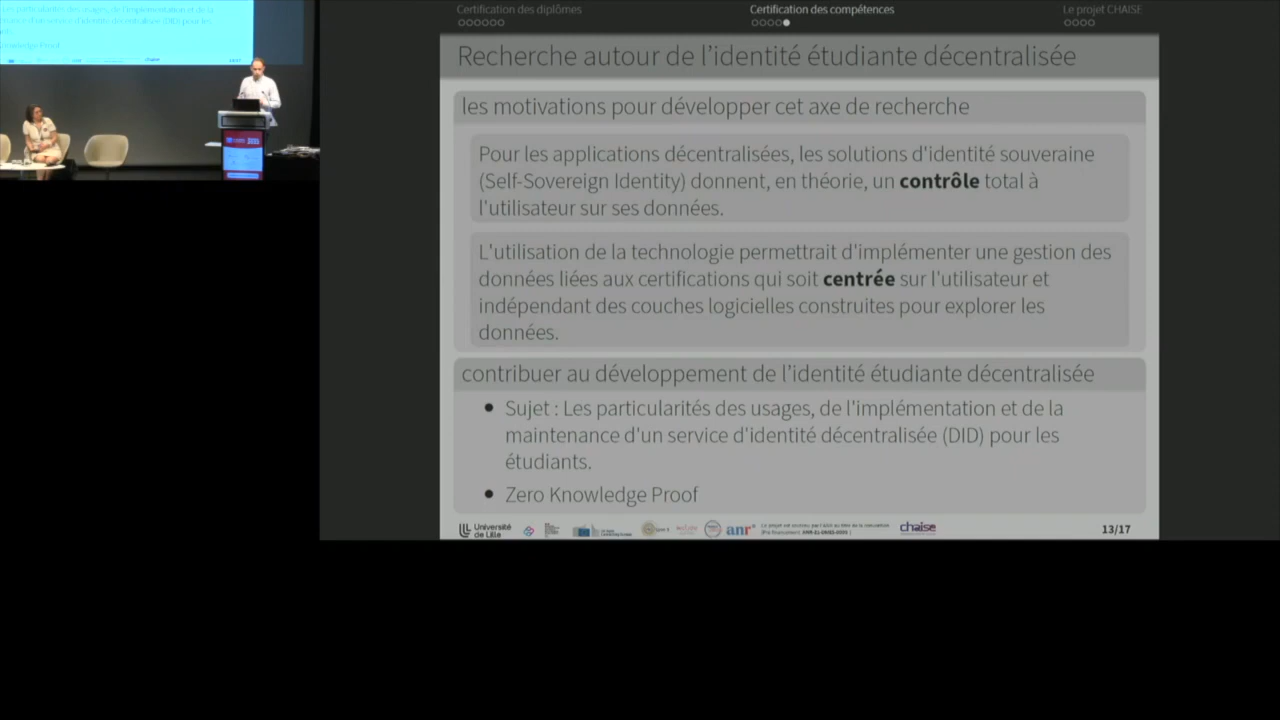 Certification des diplômes
Certification des compétences
Le projet CHAISE
Recherche autour de l'identité étudiante décentralisée
les motivations pour développer cet axe de recherche
Pour les applications décentralisées, les solutions d'identité souveraine
(Self-Sovereign Identity) donnent, en théorie, un contrôle total à
l'utilisateur sur ses données.
L'utilisation de la technologie permettrait d'implémenter une gestion des
données liées aux certifications qui soit centrée sur l'utilisateur et
indépendant des couches logicielles construites pour explorer les
données.
contribuer au développement de l'identité étudiante décentralisée
Sujet : Les particularités des usages, de l'implémentation et de la
maintenance d'un service d'identité décentralisée (DID) pour les
étudiants.
Zero Knowledge Proof
Université
de Lille
anr
chaise
13/17